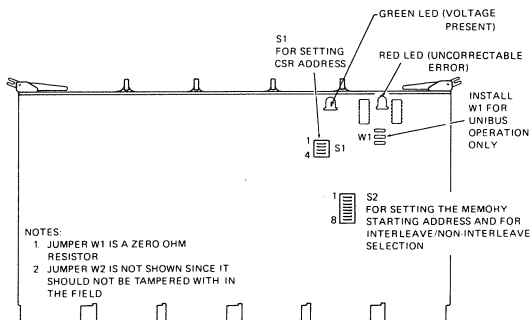 GREEN LED (VOLTAGE
PRESENT)
S1
FOR SETTING
CSR ADDRESS
RED LED (UNCORRECTABLE
ERROR)
INSTALL
W1 FOR
UNIBUS
OPERATION
ONLY
W1
1
4
S1
1
8
S2
FOR SETTING THE MEMOHY
STARTING ADDRESS AND FOR
INTERLEAVE/NON-INTERLEAVE
SELECTION
NOTES:
1. JUMPER W1 IS A ZERO OHM
RESISTOR
2 JUMPER W2 IS NOT SHOWN SINCE IT
SHOULD NOT BE TAMPERED WITH IN
THE FIELD